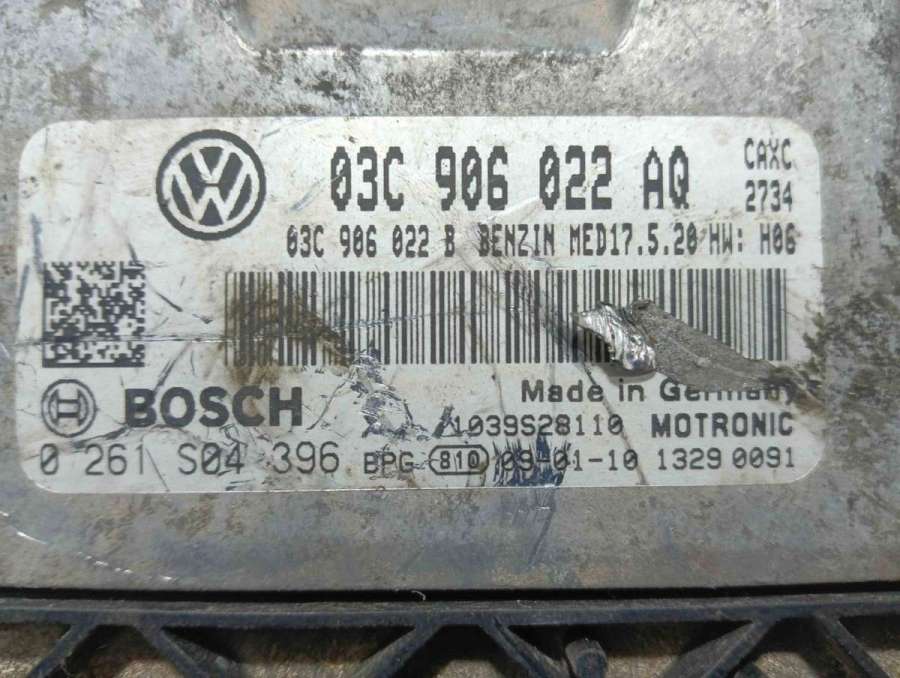 03C 906 022 AQ
CAXC
2734
03C 906 022 B BENZIN MED17.5.20 HW: H06
Made in Germany
BOSCH
1039S28110 MOTRONIC
0 261 S04 396 BPG 810 09-01-10 1329 0091